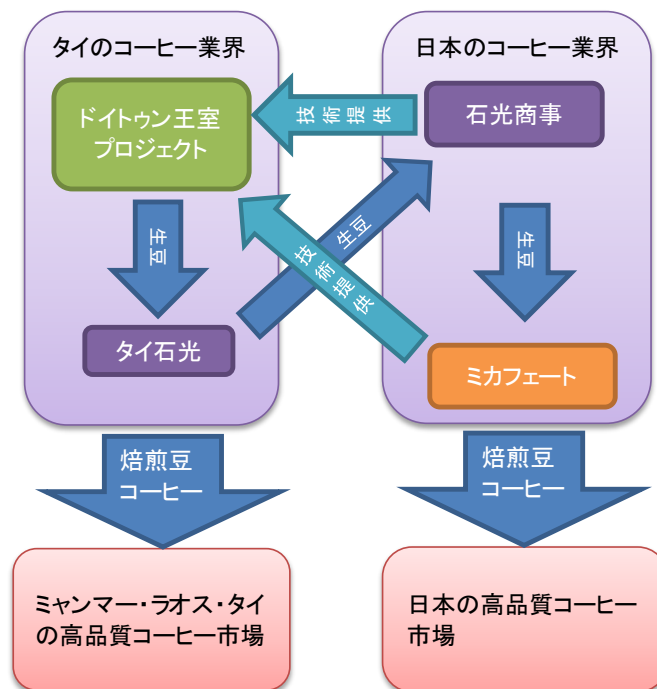 タイのコーヒー業界
日本のコーヒー業界
ドイトゥン王室
プロジェクト
技術提供
石光商事
生豆
生豆
技術提供
生豆
タイ石光
ミカフェート
焙煎豆
コーヒー
焙煎豆
コーヒー
ミャンマー・ラオス・タイ
の高品質コーヒー市場
日本の高品質コーヒー
市場